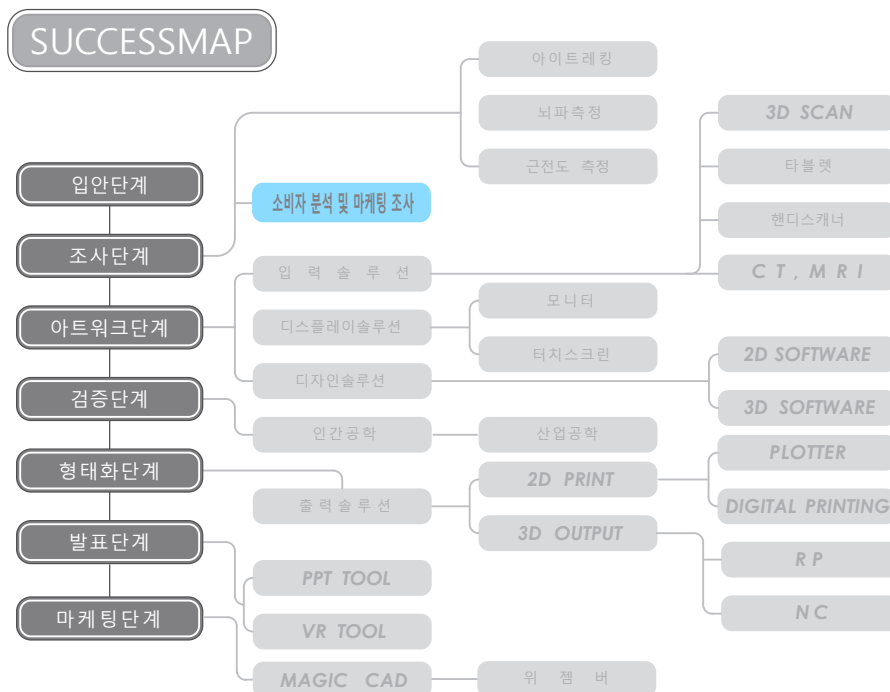 SUCCESSMAP
아이트레킹
뇌파측정
3D SCAN
근전도 측정
타블렛
입안단계
소비자 분석 및 마케팅 조사
핸디스캐너
조사단계
입 력 솔 루 션
C T , M R I
모니터
아트워크단계
디스플레이솔루션
터치스크린
2D SOFTWARE
디자인솔루션
검증단계
3D SOFTWARE
인간공학
산업공학
PLOTTER
형태화단계
2D PRINT
출 력 솔 루 션
DIGITAL PRINTING
3D OUTPUT
발표단계
R P
PPT TOOL
N C
마케팅단계
VR TOOL
MAGIC CAD
위 젬 버